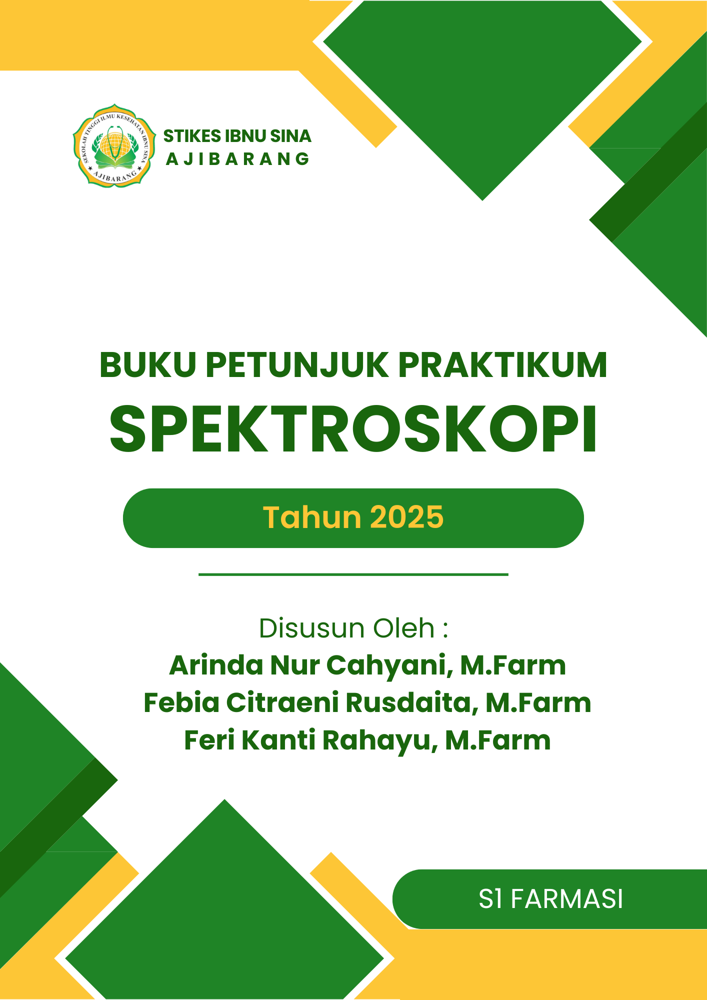 SEKOLAH TINGGI ILMU KESEHATAN IBNU SINA
★ AJIBARANG ★
STIKES IBNU SINA
AJIBARANG
BUKU PETUNJUK PRAKTIKUM
SPEKTROSKOPI
Tahun 2025
Disusun Oleh :
Arinda Nur Cahyani, M.Farm
Febia Citraeni Rusdaita, M.Farm
Feri Kanti Rahayu, M.Farm
S1 FARMASI